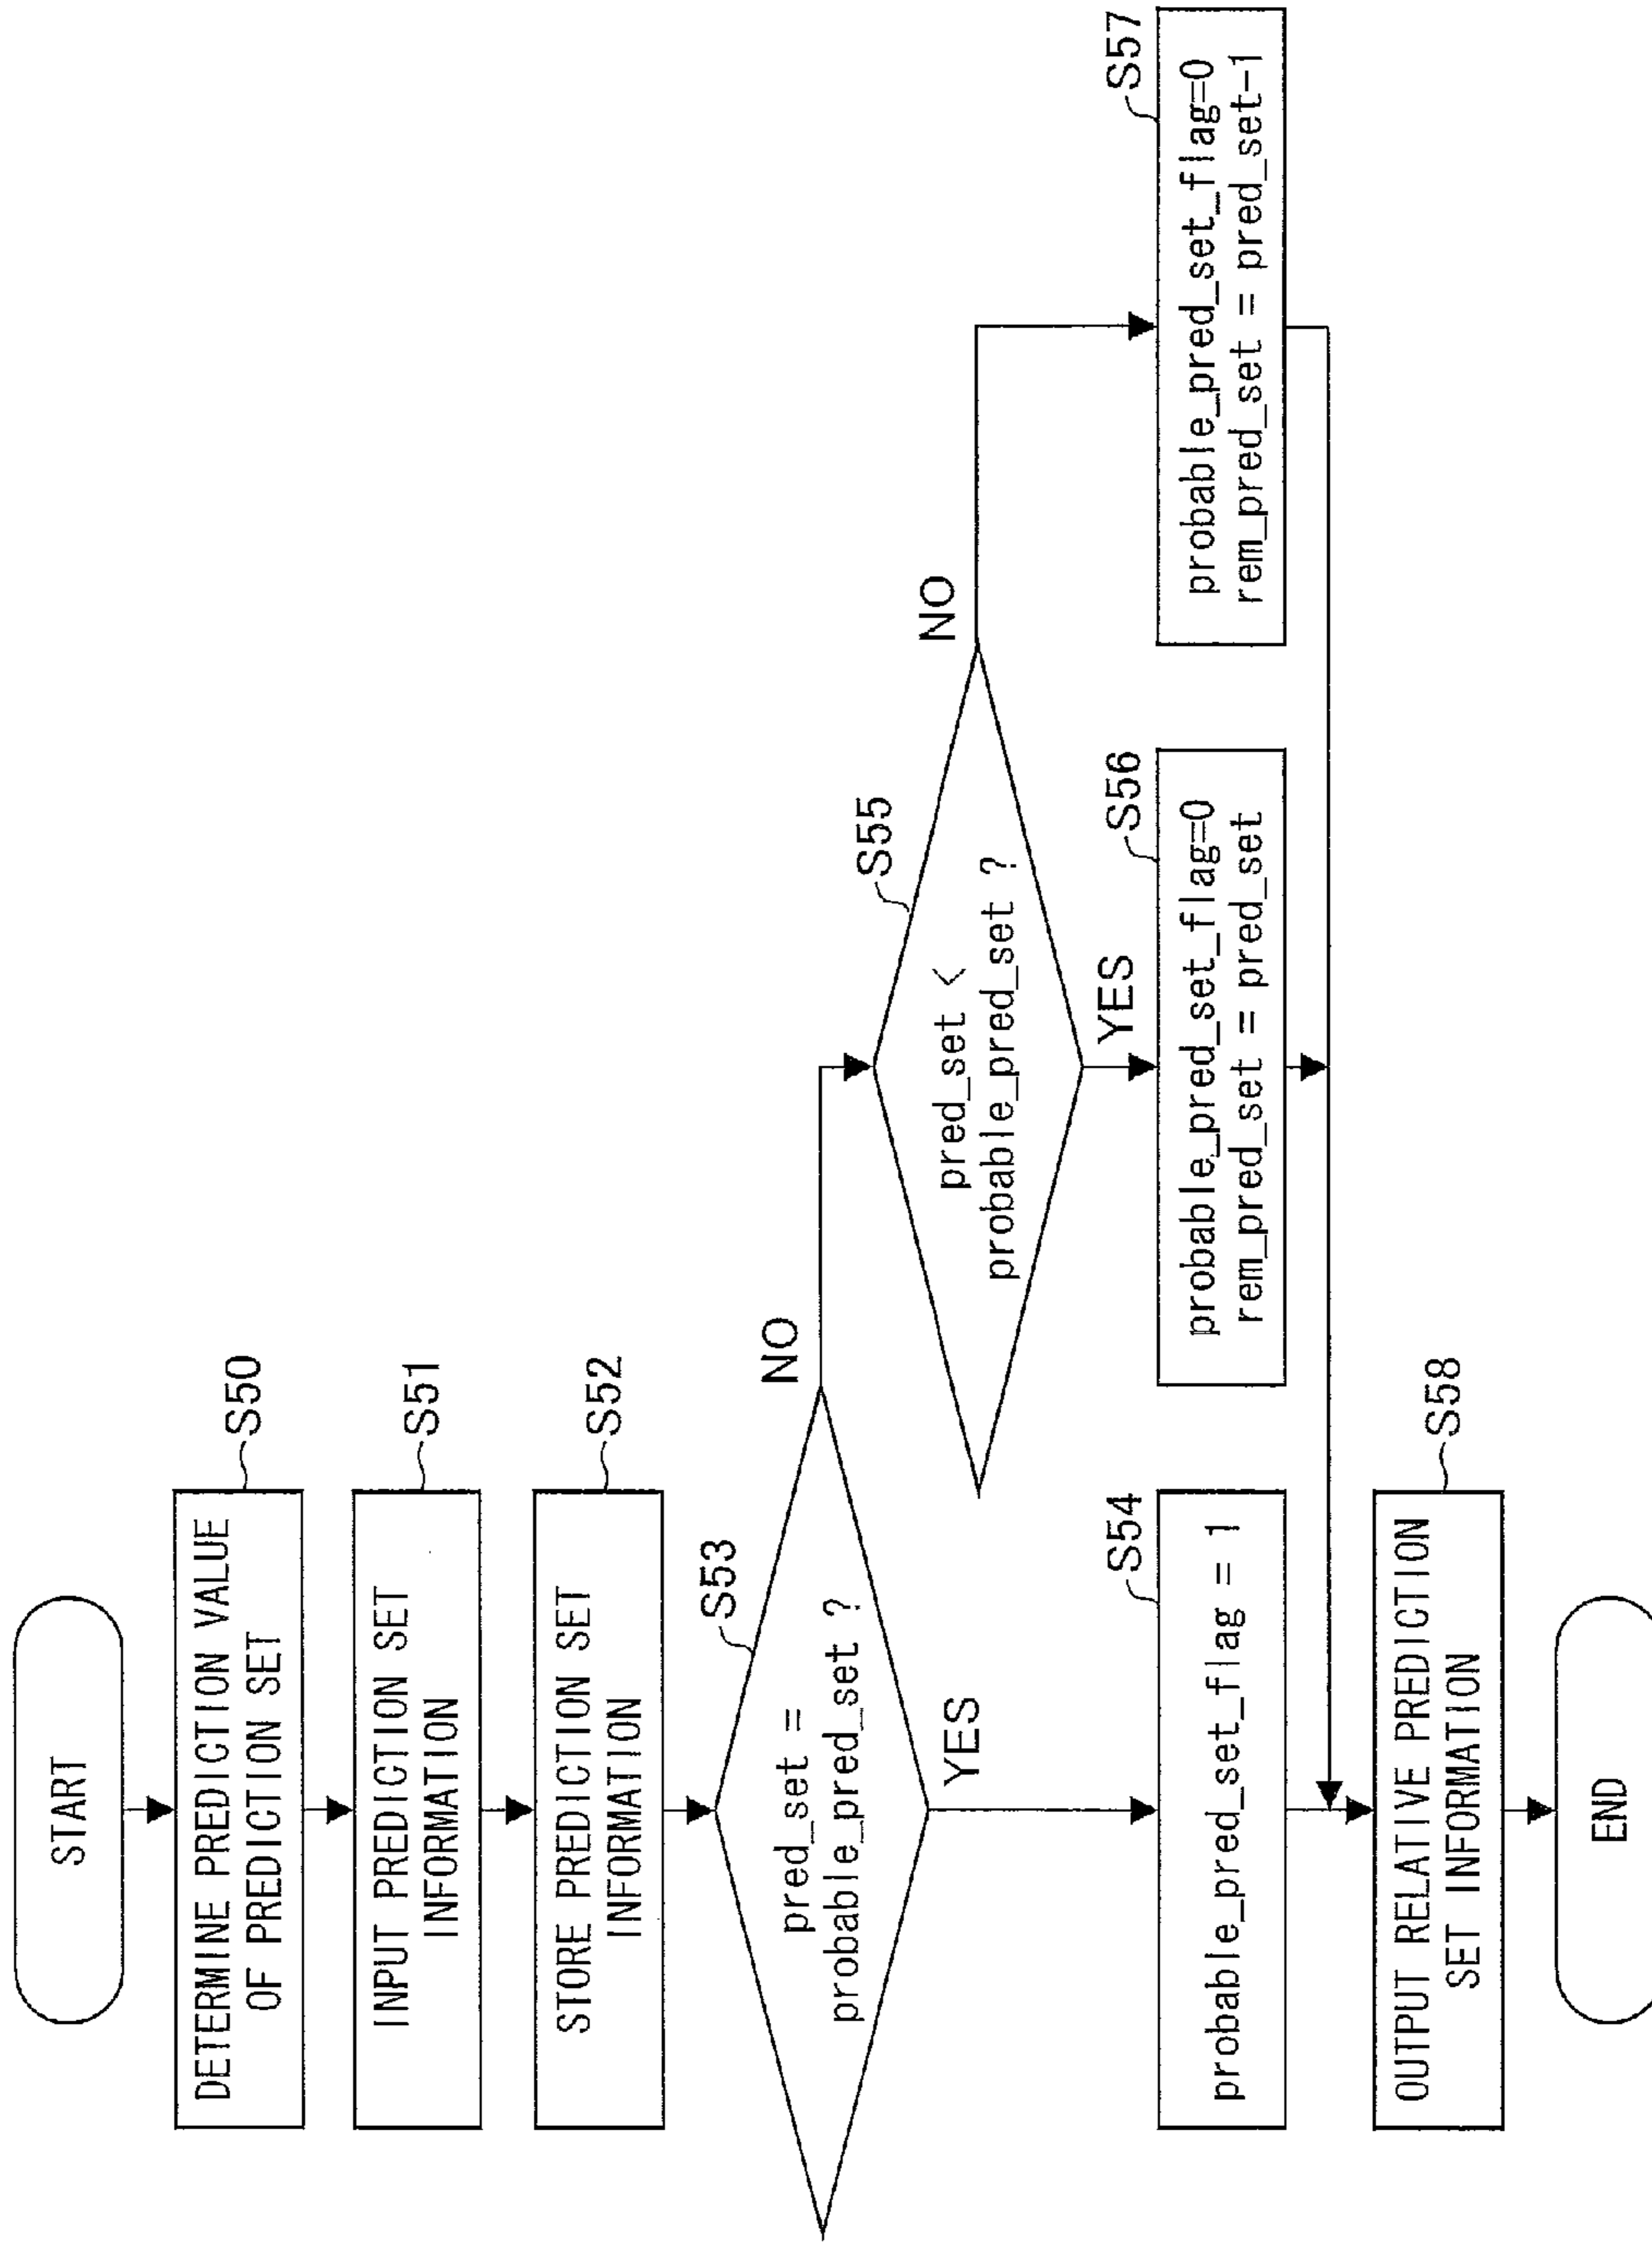 START
DETERMINE PREDICTION VALUE
OF PREDICTION SET
S50
INPUT PREDICTION SET
INFORMATION
S51
STORE PREDICTION SET
INFORMATION
S52
pred_set =
probable_pred_set ?
S53
NO
YES
pred_set <
probable_pred_set ?
S55
NO
YES
probable_pred_set_flag = 1
S54
probable_pred_set_flag=0
rem_pred_set = pred_set
S56
probable_pred_set_flag=0
rem_pred_set = pred_set-1
S57
OUTPUT RELATIVE PREDICTION
SET INFORMATION
S58
END